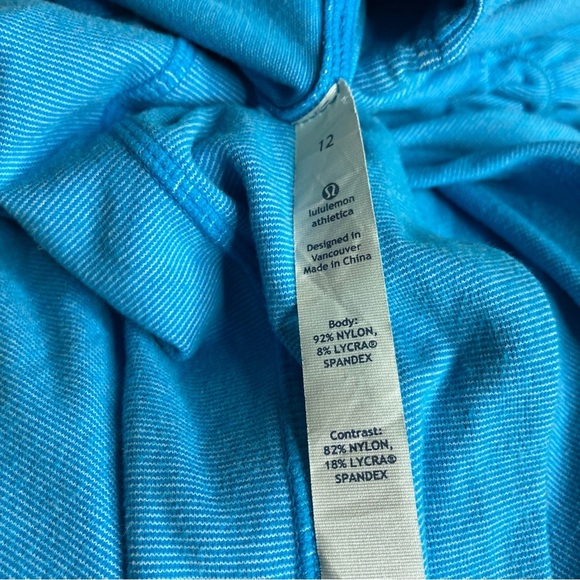 12
lululemon
athletica
Designed in
Vancouver
Made in China
Body:
92% NYLON,
8% LYCRA®
SPANDEX
Contrast:
82% NYLON,
18% LYCRA®
SPANDEX